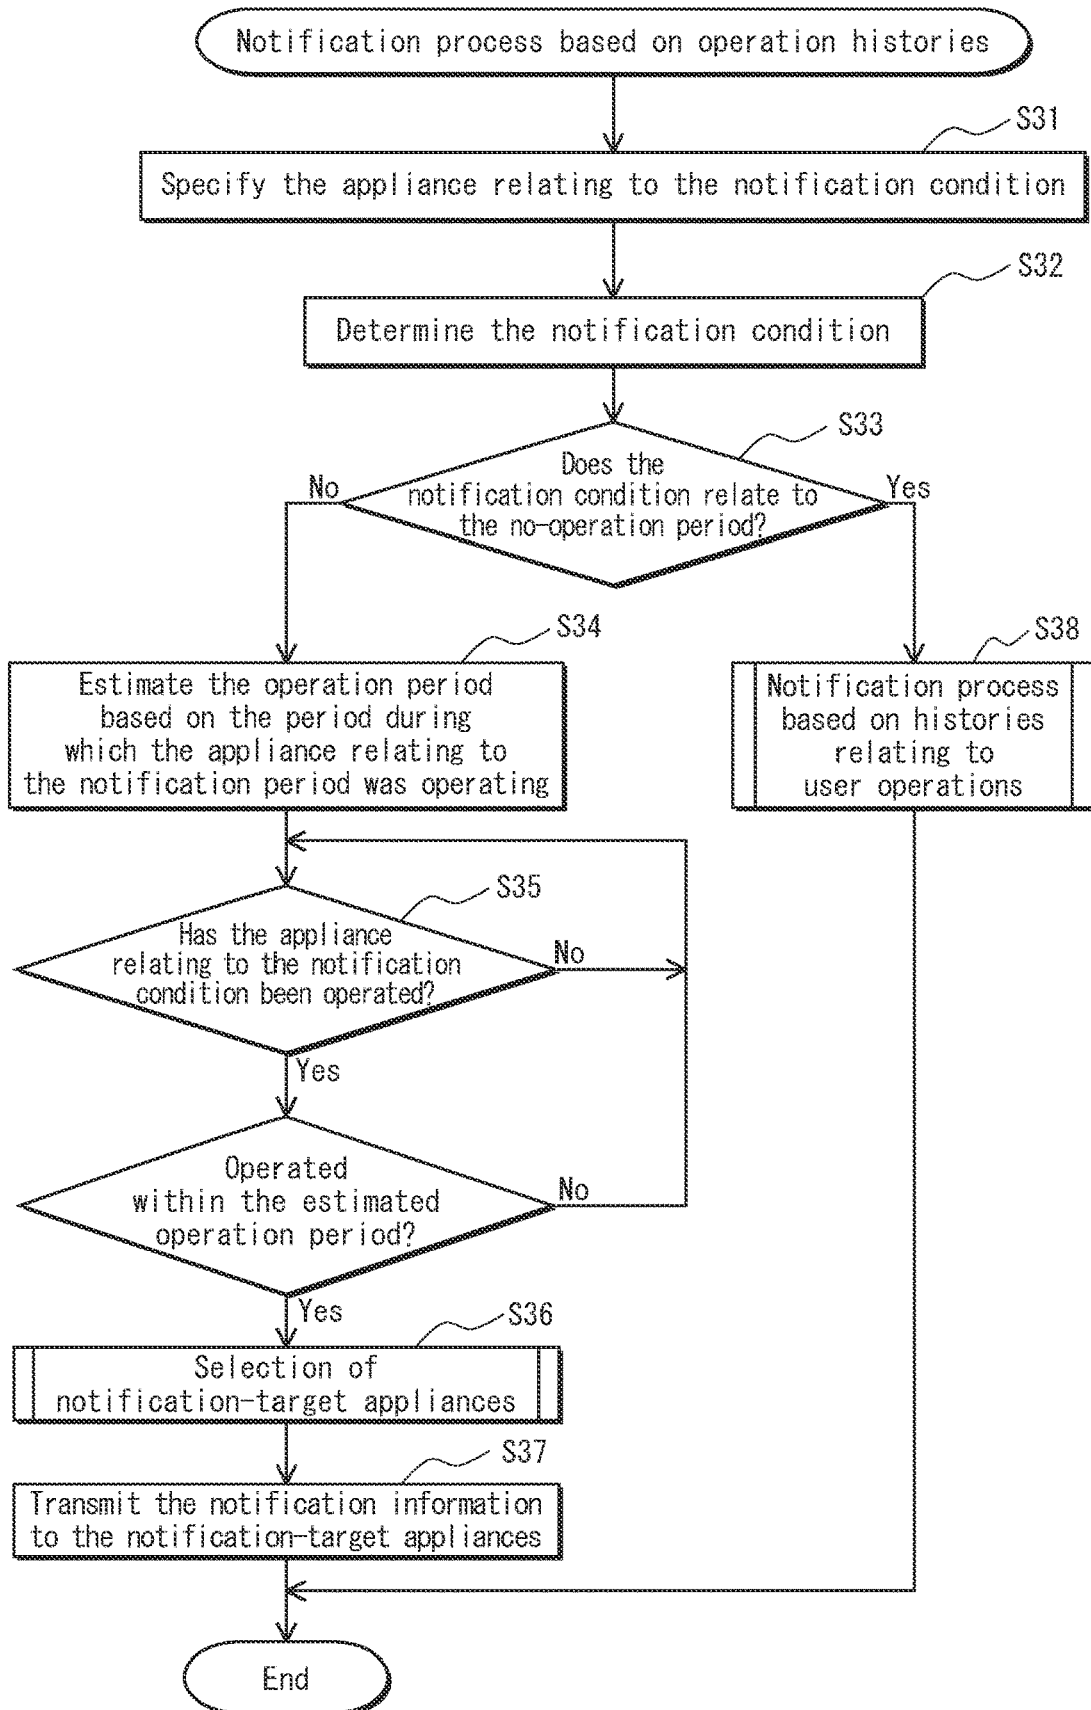 Notification process based on operation histories
S31
Specify the appliance relating to the notification condition
S32
Determine the notification condition
S33
Does the
notification condition relate to
the no-operation period?
No
Yes
S34
Estimate the operation period
based on the period during
which the appliance relating to
the notification period was operating
S38
Notification process
based on histories
relating to
user operations
S35
Has the appliance
relating to the notification
condition been operated?
No
Yes
Operated
within the estimated
operation period?
No
Yes
S36
Selection of
notification-target appliances
S37
Transmit the notification information
to the notification-target appliances
End